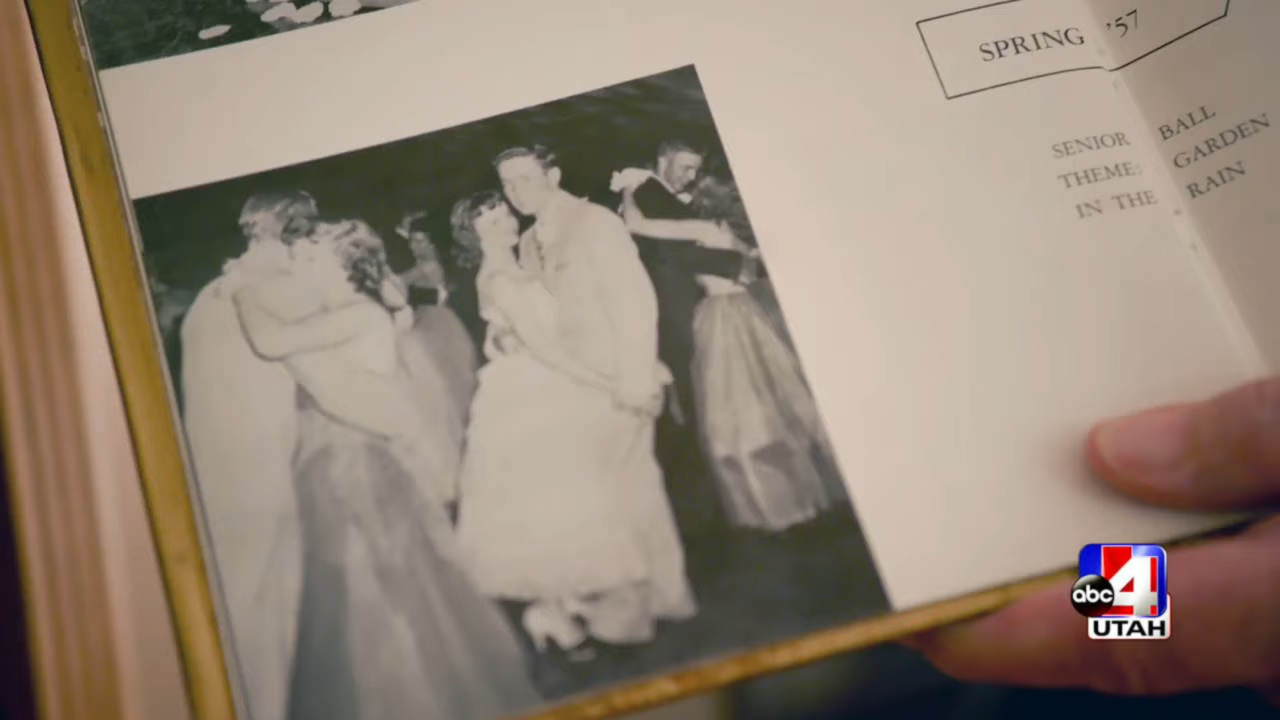 SPRING '57
SENIOR BALL
THEME: GARDEN
IN THE RAIN
abc 4
UTAH